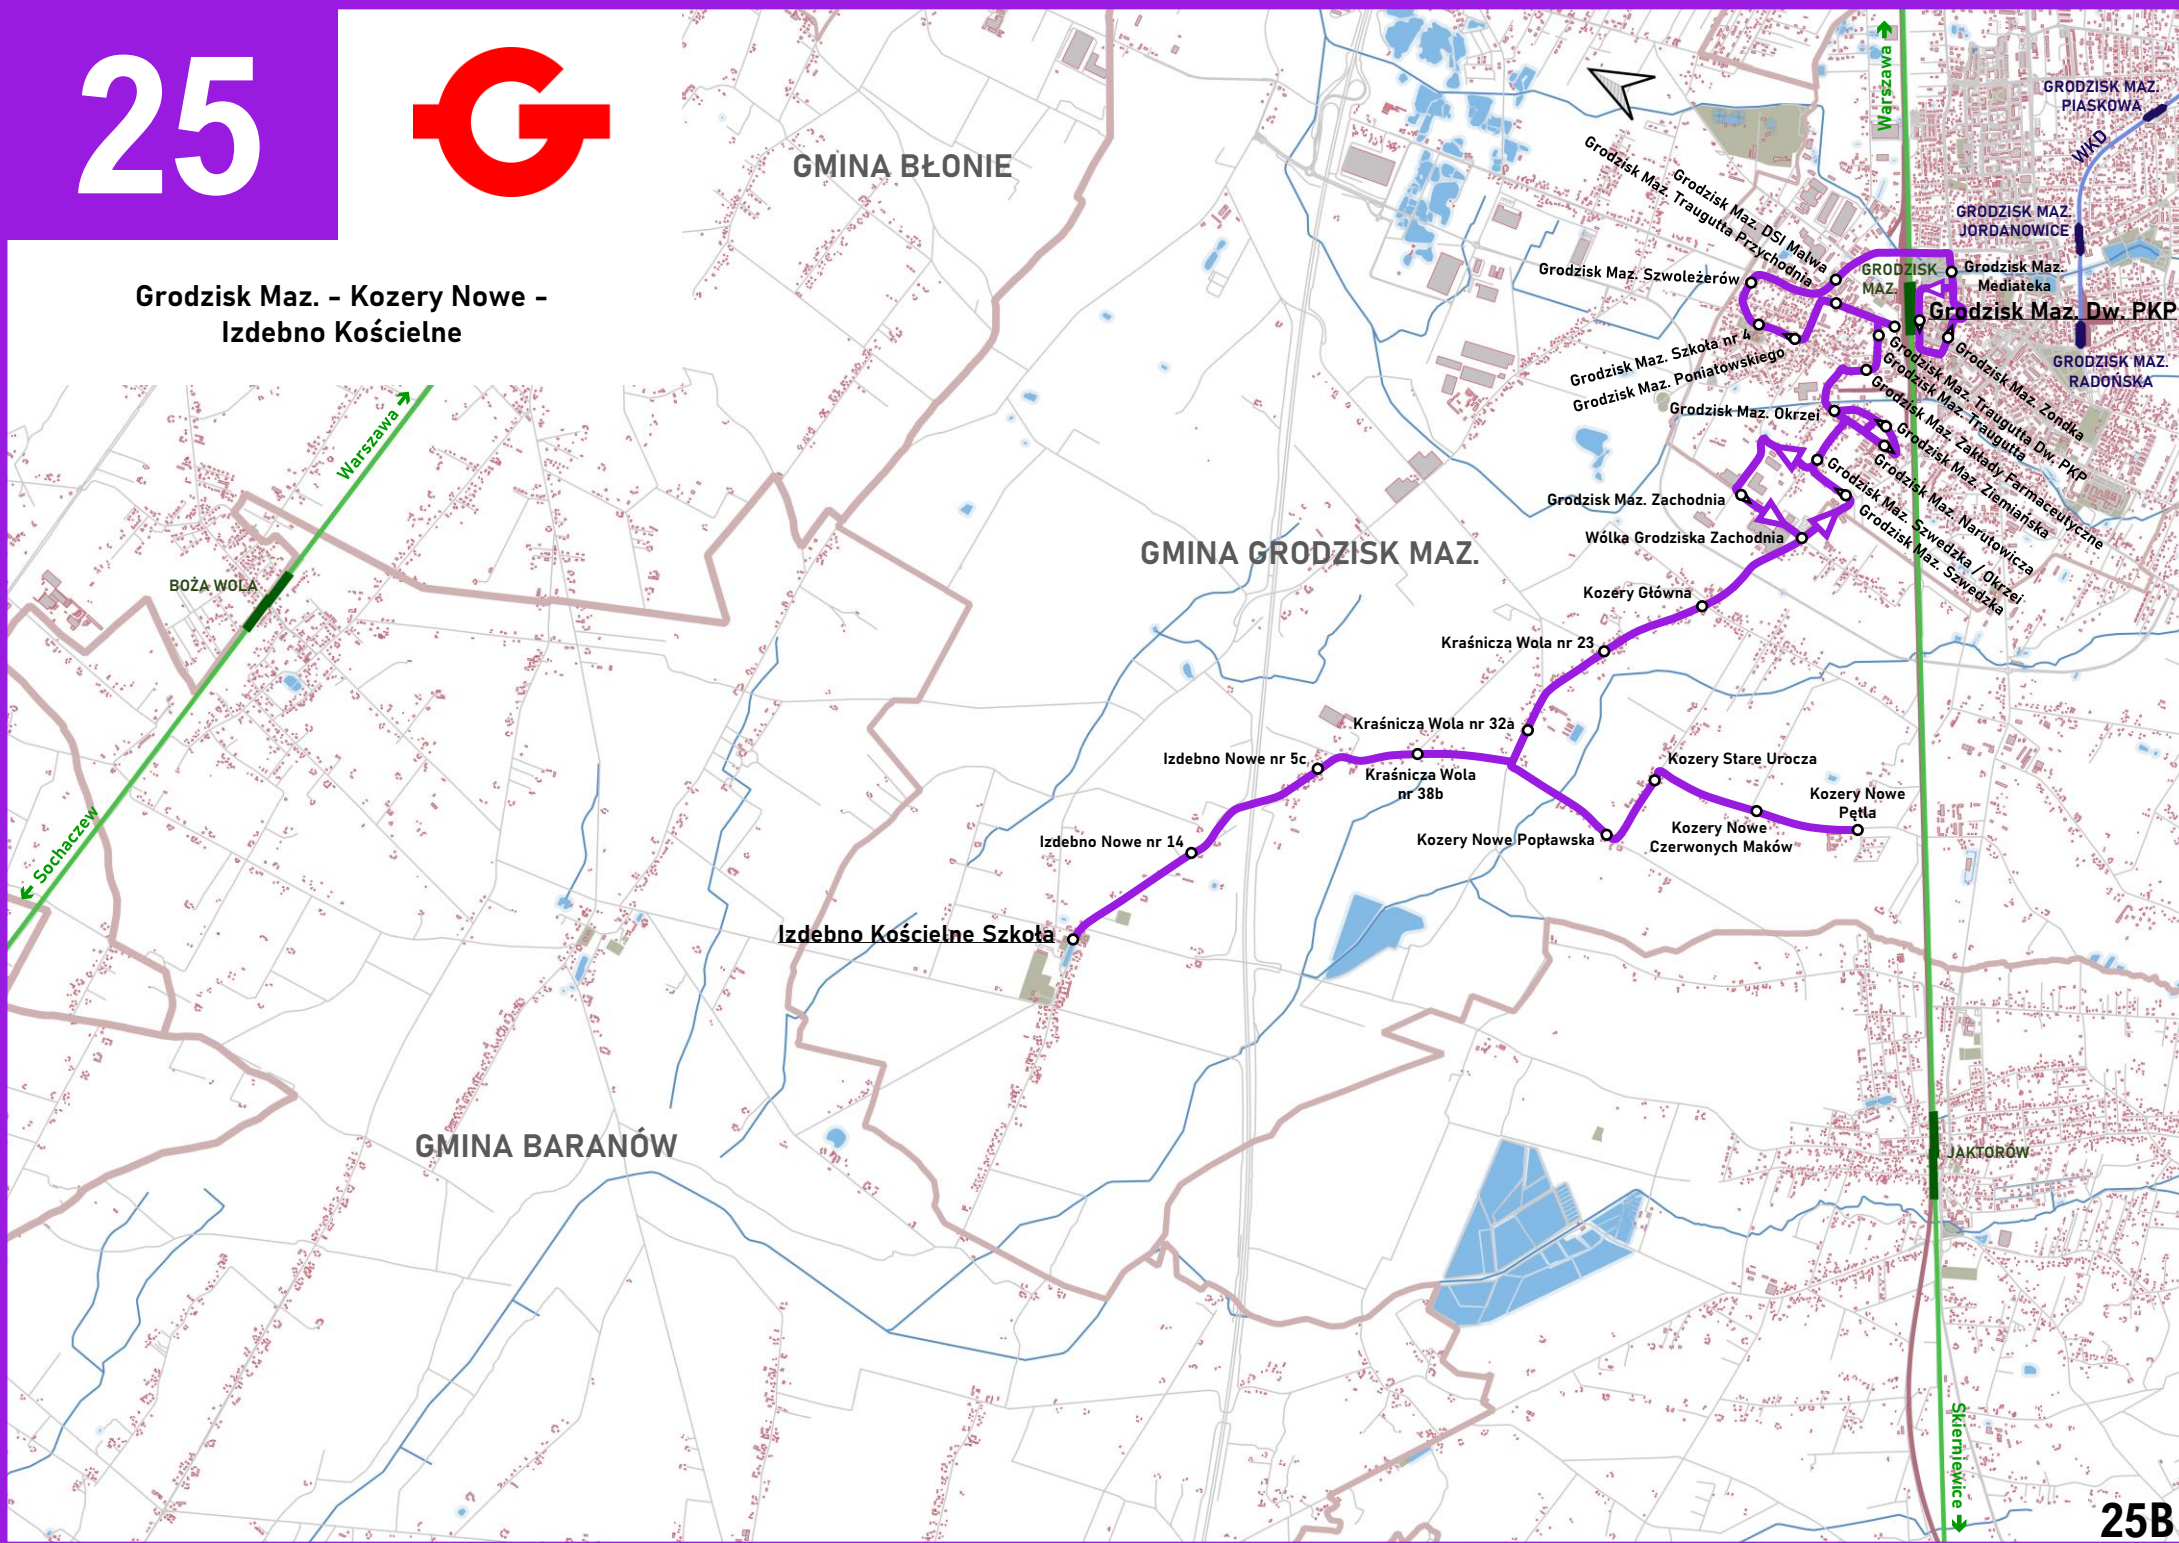 25
G
Grodzisk Maz. - Kozery Nowe -
Izdebno Kościelne
GMINA BŁONIE
Warszawa →
GRODZISK MAZ.
PIASKOWA
WKD
GRODZISK MAZ.
JORDANOWICE
GRODZISK MAZ.
RADOŃSKA
Grodzisk Maz. DSI Malwa
Grodzisk Maz. Traugutta Przychodnia
Grodzisk Maz. Szwoleżerów
GRODZISK
MAZ.
Grodzisk Maz.
Mediateka
Grodzisk Maz. Dw. PKP
Grodzisk Maz. Szkoła nr 4
Grodzisk Maz. Poniatowskiego
Grodzisk Maz. Okrzei
Grodzisk Maz. Żondka
Grodzisk Maz. Traugutta Dw. PKP
Grodzisk Maz. Traugutta
Grodzisk Maz. Zakłady Farmaceutyczne
Grodzisk Maz. Ziemiańska
Grodzisk Maz. Narutowicza
Grodzisk Maz. Szwedzka / Okrzei
Grodzisk Maz. Szwedzka
Grodzisk Maz. Zachodnia
Wólka Grodziska Zachodnia
GMINA GRODZISK MAZ.
Warszawa →
BOŻA WOLA
← Sochaczew
Kozery Główna
Kraśnicza Wola nr 23
Kraśnicza Wola nr 32a
Izdebno Nowe nr 5c
Kraśnicza Wola
nr 38b
Kozery Stare Urocza
Kozery Nowe
Pętla
Kozery Nowe
Czerwonych Maków
Kozery Nowe Popławska
Izdebno Nowe nr 14
Izdebno Kościelne Szkoła
GMINA BARANÓW
JAKTORÓW
Skierniewice →
25B